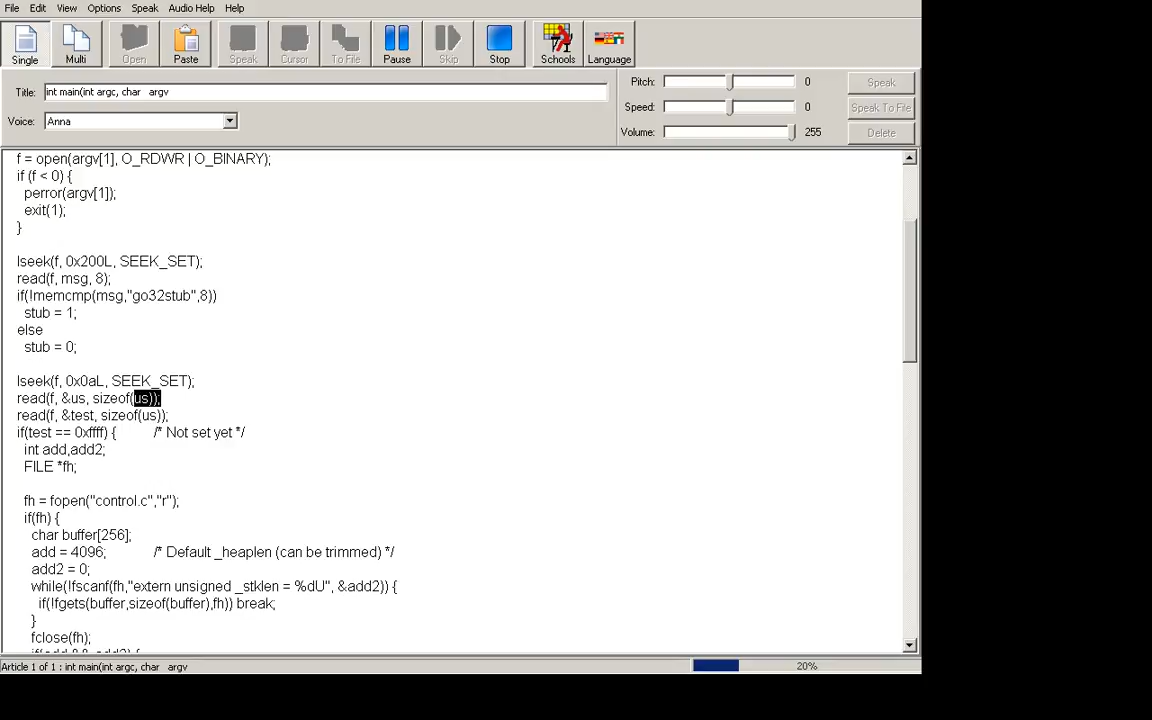 File Edit View Options Speak Audio Help Help
Single Multi Open Paste Speak Cursor To File Pause Skip Stop Schools Language
Title: int main(int argc, char   argv
Voice: Anna
Pitch: 0 Speak
Speed: 0 Speak To File
Volume: 255 Delete
f = open(argv[1], O_RDWR | O_BINARY);
if (f < 0) {
perror(argv[1]);
exit(1);
}
lseek(f, 0x200L, SEEK_SET);
read(f, msg, 8);
if(!memcmp(msg,"go32stub",8))
stub = 1;
else
stub = 0;
lseek(f, 0x0aL, SEEK_SET);
read(f, &us, sizeof(us));
read(f, &test, sizeof(us));
if(test == 0xffff) { /* Not set yet */
int add,add2;
FILE *fh;
fh = fopen("control.c","r");
if(fh) {
char buffer[256];
add = 4096; /* Default _heaplen (can be trimmed) */
add2 = 0;
while(!fscanf(fh,"extern unsigned _stklen = %dU", &add2)) {
if(!fgets(buffer,sizeof(buffer),fh)) break;
}
fclose(fh);
Article 1 of 1 : int main(int argc, char   argv 20%